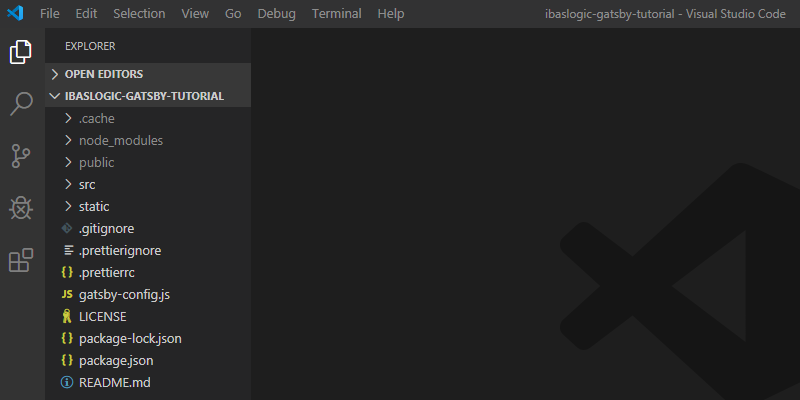 File Edit Selection View Go Debug Terminal Help ibaslogic-gatsby-tutorial - Visual Studio Code
EXPLORER
OPEN EDITORS
IBASLOGIC-GATSBY-TUTORIAL
.cache
node_modules
public
src
static
.gitignore
.prettierignore
{} .prettierrc
JS gatsby-config.js
LICENSE
{} package-lock.json
{} package.json
README.md